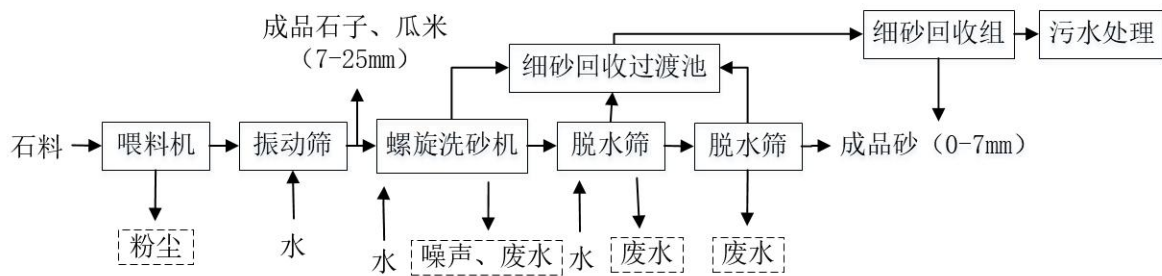 成品石子、瓜米
（7-25mm）
细砂回收组
污水处理
细砂回收过渡池
石料
喂料机
振动筛
螺旋洗砂机
脱水筛
脱水筛
成品砂（0-7mm）
粉尘
水
水
噪声、废水
水
废水
废水